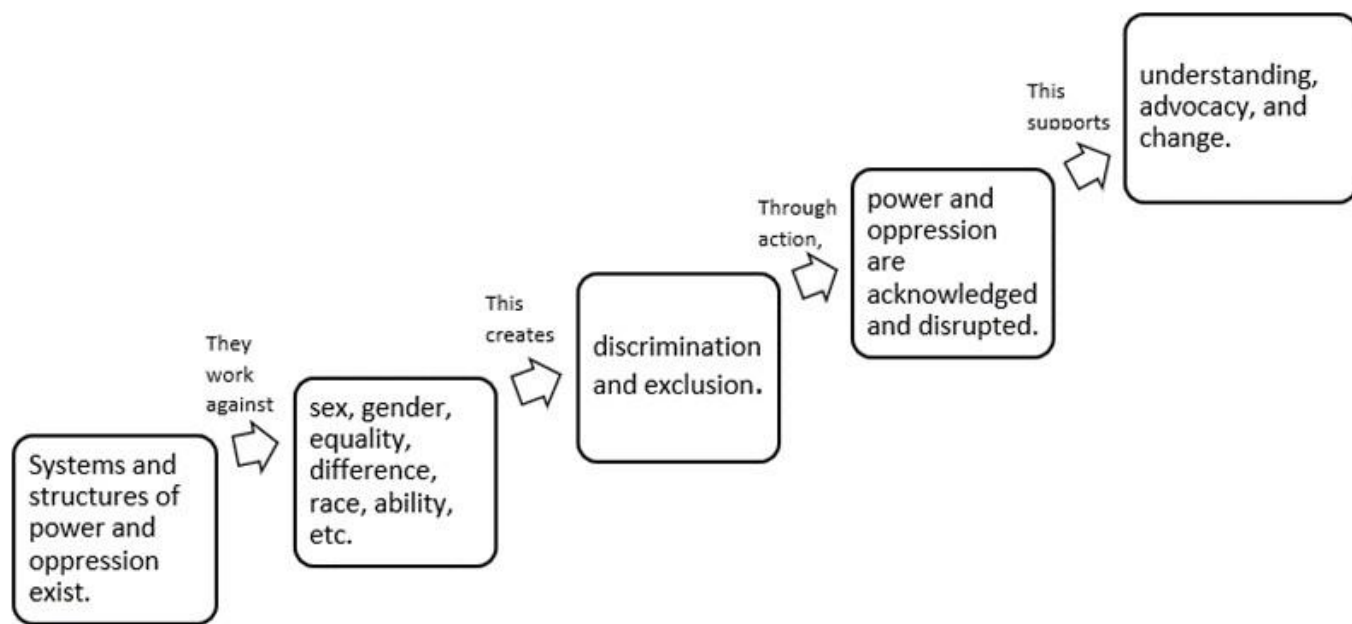 Systems and
structures of
power and
oppression
exist.
They
work
against
sex, gender,
equality,
difference,
race, ability,
etc.
This
creates
discrimination
and exclusion.
Through
action,
power and
oppression
are
acknowledged
and disrupted.
This
supports
understanding,
advocacy, and
change.